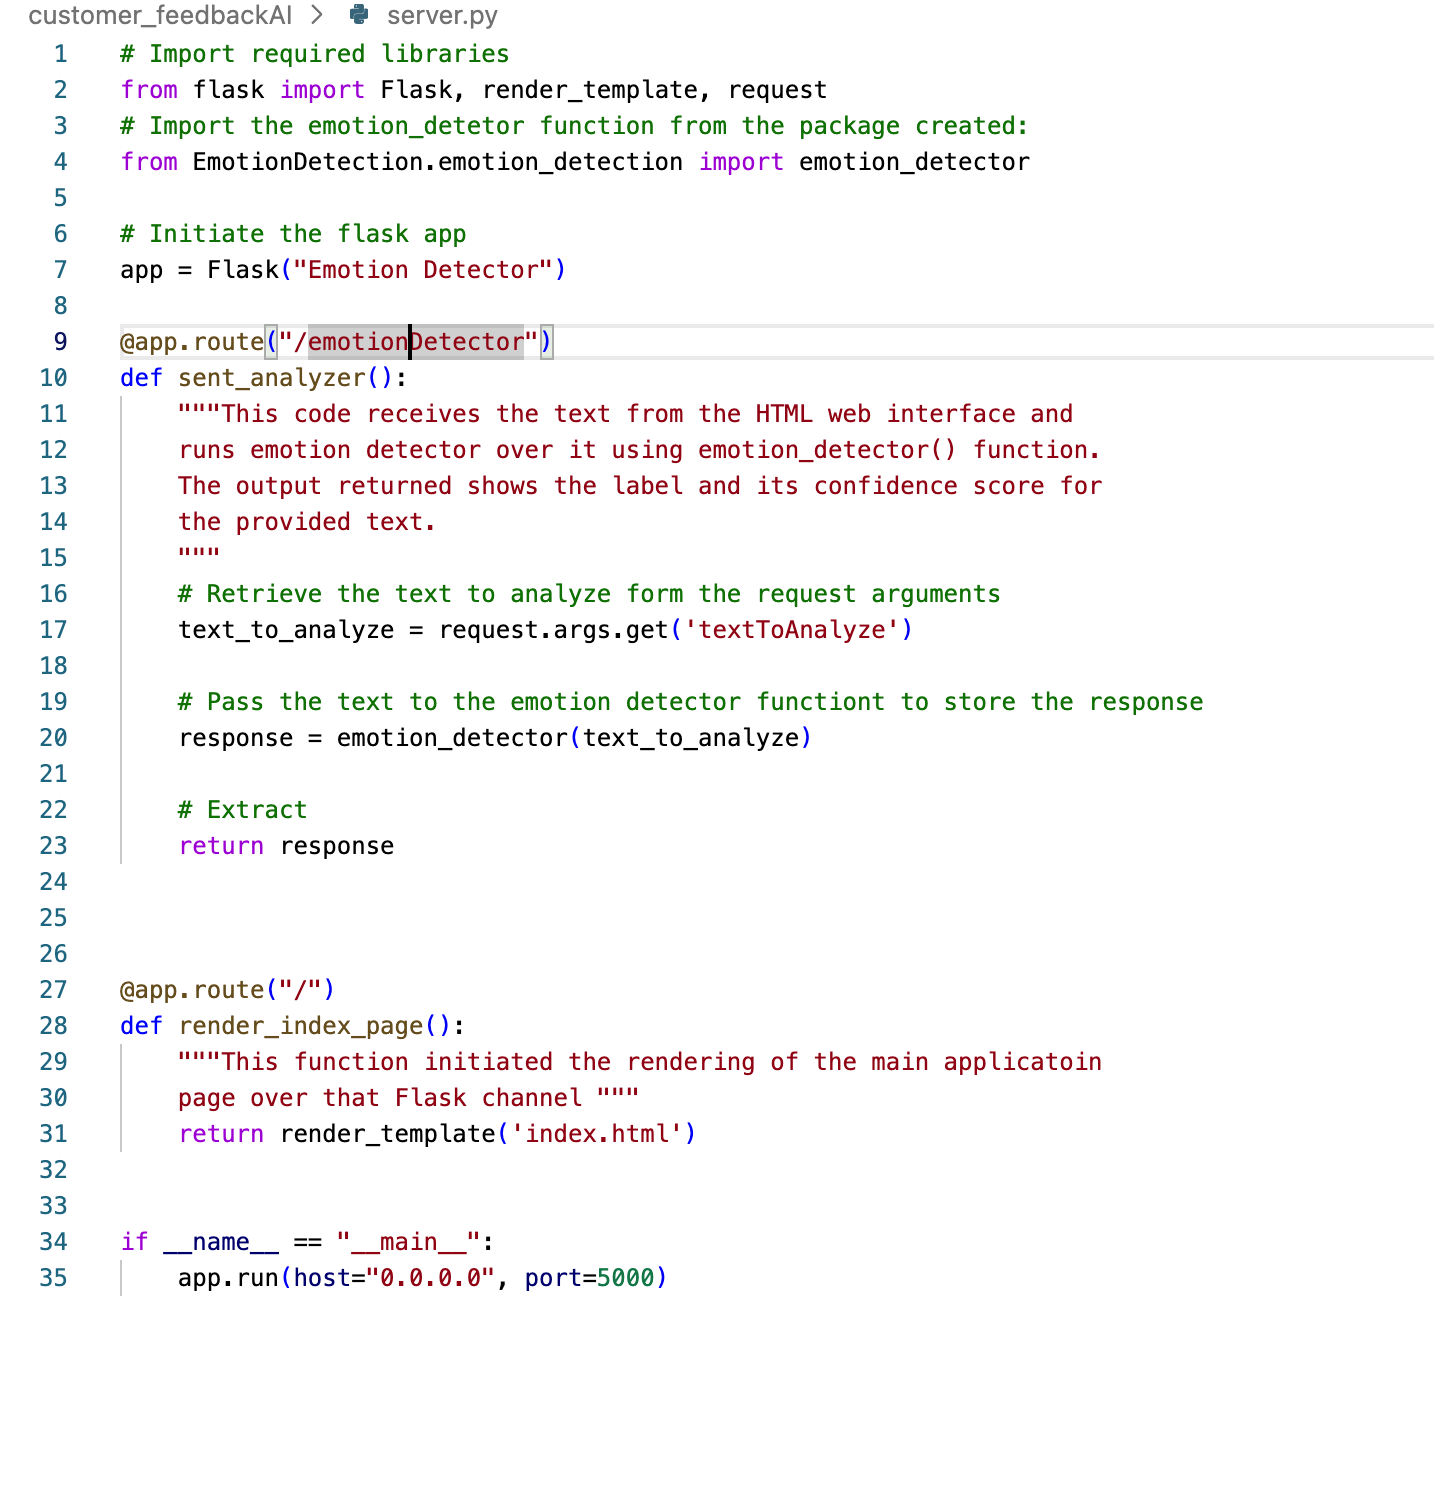 customer_feedbackAI > server.py
1 # Import required libraries
2 from flask import Flask, render_template, request
3 # Import the emotion_detetor function from the package created:
4 from EmotionDetection.emotion_detection import emotion_detector
5
6 # Initiate the flask app
7 app = Flask("Emotion Detector")
8
9 @app.route("/emotionDetector")
10 def sent_analyzer():
11     """This code receives the text from the HTML web interface and
12     runs emotion detector over it using emotion_detector() function.
13     The output returned shows the label and its confidence score for
14     the provided text.
15     """
16     # Retrieve the text to analyze form the request arguments
17     text_to_analyze = request.args.get('textToAnalyze')
18
19     # Pass the text to the emotion detector functiont to store the response
20     response = emotion_detector(text_to_analyze)
21
22     # Extract
23     return response
24
25
26
27 @app.route("/")
28 def render_index_page():
29     """This function initiated the rendering of the main applicatoin
30     page over that Flask channel """
31     return render_template('index.html')
32
33
34 if __name__ == "__main__":
35     app.run(host="0.0.0.0", port=5000)